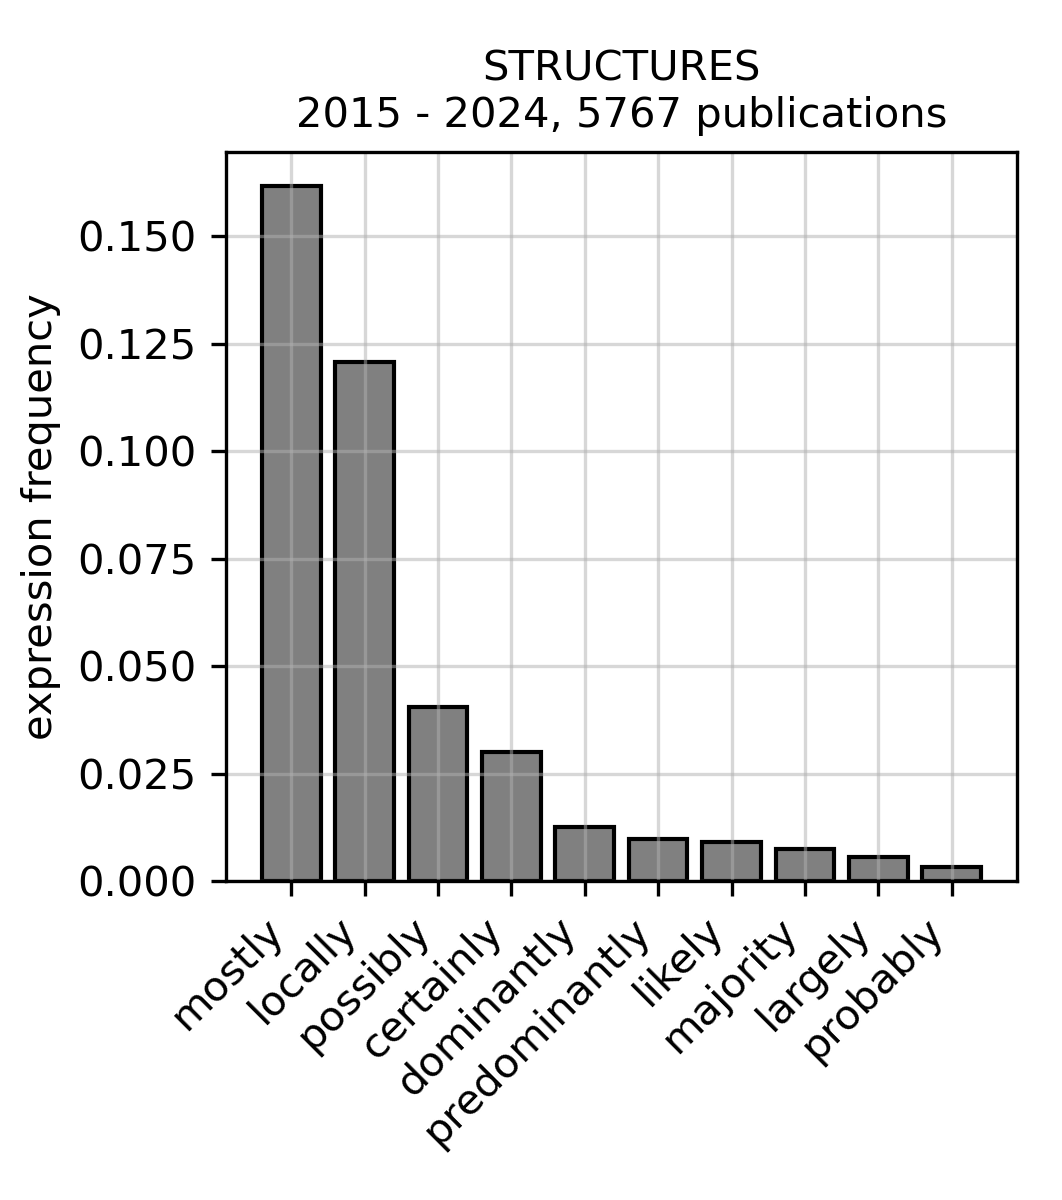 STRUCTURES
2015 - 2024, 5767 publications
expression frequency
0.150
0.125
0.100
0.075
0.050
0.025
0.000
mostly
locally
possibly
certainly
dominantly
predominantly
likely
majority
largely
probably